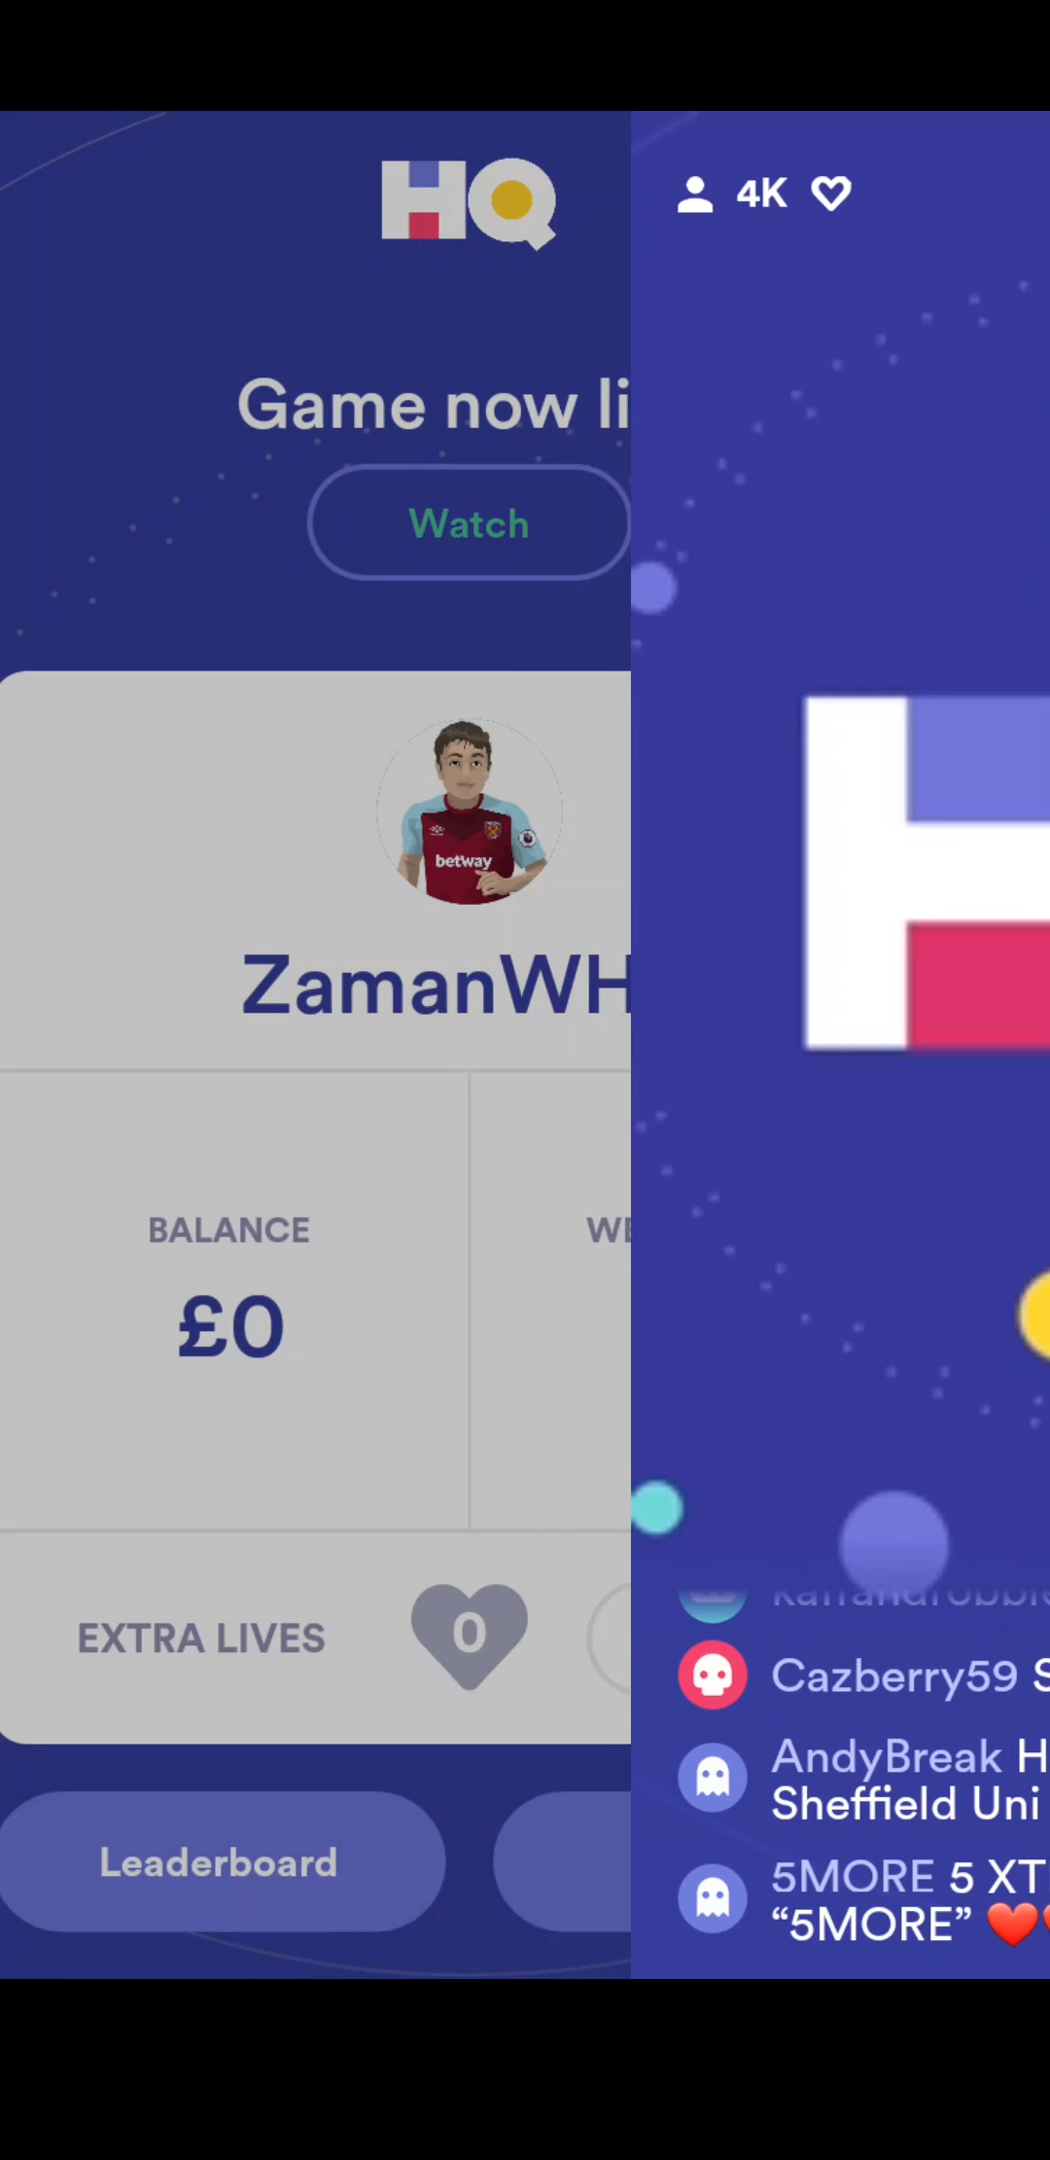 HQ
Game now li
Watch
betway
ZamanWH
BALANCE
WE
£0
EXTRA LIVES
0
Leaderboard
4K
H
Cazberry59 S
AndyBreak H
Sheffield Uni
5MORE 5 XT
“5MORE” ❤️